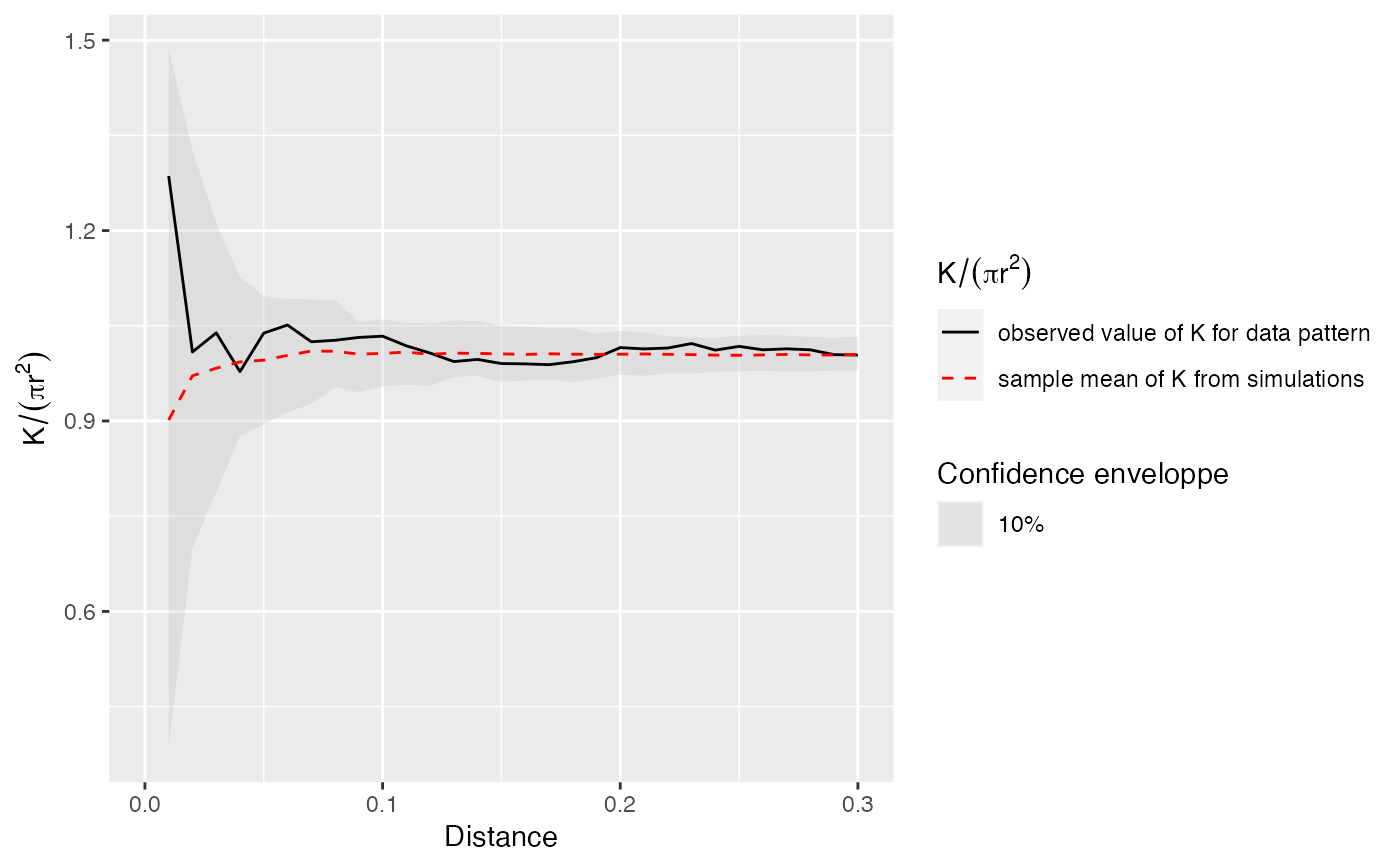 1.5
1.2
0.9
0.6
K/(πr²)
0.0
0.1
0.2
0.3
Distance
K/(πr²)
observed value of K for data pattern
sample mean of K from simulations
Confidence enveloppe
10%